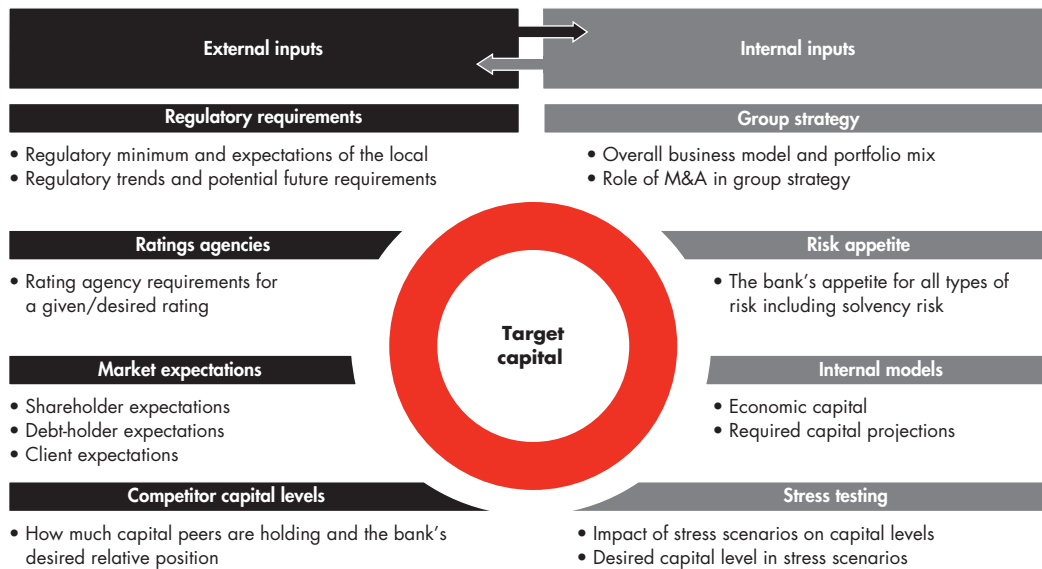 External inputs
Internal inputs
Regulatory requirements
• Regulatory minimum and expectations of the local
• Regulatory trends and potential future requirements
Group strategy
• Overall business model and portfolio mix
• Role of M&A in group strategy
Ratings agencies
• Rating agency requirements for
a given/desired rating
Risk appetite
• The bank's appetite for all types of
risk including solvency risk
Target
capital
Market expectations
• Shareholder expectations
• Debt-holder expectations
• Client expectations
Internal models
• Economic capital
• Required capital projections
Competitor capital levels
• How much capital peers are holding and the bank's
desired relative position
Stress testing
• Impact of stress scenarios on capital levels
• Desired capital level in stress scenarios